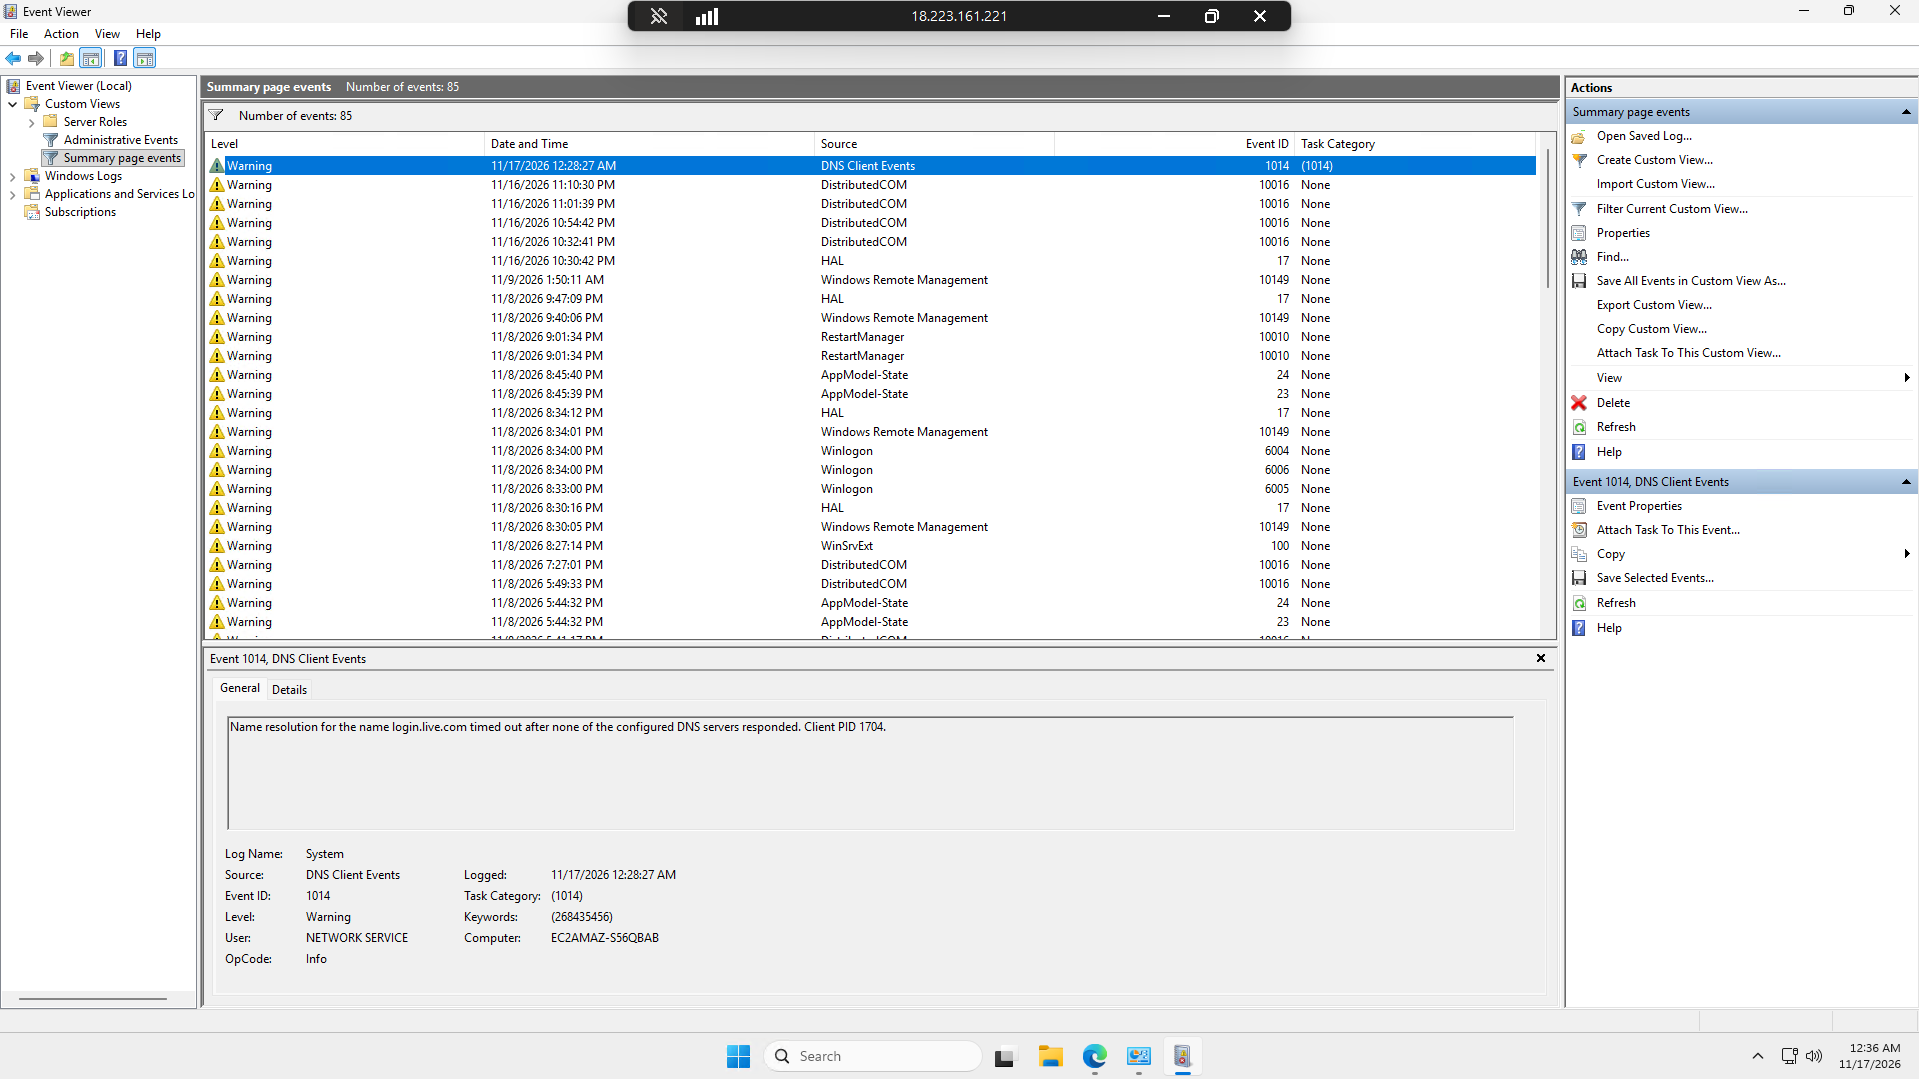 Event Viewer
18.223.161.221
File Action View Help
Event Viewer (Local)
Custom Views
Server Roles
Administrative Events
Summary page events
Windows Logs
Applications and Services Lo
Subscriptions
Summary page events Number of events: 85
Number of events: 85
Level Date and Time Source Event ID Task Category
Warning 11/17/2026 12:28:27 AM DNS Client Events 1014 (1014)
Warning 11/16/2026 11:10:30 PM DistributedCOM 10016 None
Warning 11/16/2026 11:01:39 PM DistributedCOM 10016 None
Warning 11/16/2026 10:54:42 PM DistributedCOM 10016 None
Warning 11/16/2026 10:32:41 PM DistributedCOM 10016 None
Warning 11/16/2026 10:30:42 PM HAL 17 None
Warning 11/9/2026 1:50:11 AM Windows Remote Management 10149 None
Warning 11/8/2026 9:47:09 PM HAL 17 None
Warning 11/8/2026 9:40:06 PM Windows Remote Management 10149 None
Warning 11/8/2026 9:01:34 PM RestartManager 10010 None
Warning 11/8/2026 9:01:34 PM RestartManager 10010 None
Warning 11/8/2026 8:45:40 PM AppModel-State 24 None
Warning 11/8/2026 8:45:39 PM AppModel-State 23 None
Warning 11/8/2026 8:34:12 PM HAL 17 None
Warning 11/8/2026 8:34:01 PM Windows Remote Management 10149 None
Warning 11/8/2026 8:34:00 PM Winlogon 6004 None
Warning 11/8/2026 8:34:00 PM Winlogon 6006 None
Warning 11/8/2026 8:33:00 PM Winlogon 6005 None
Warning 11/8/2026 8:30:16 PM HAL 17 None
Warning 11/8/2026 8:30:05 PM Windows Remote Management 10149 None
Warning 11/8/2026 8:27:14 PM WinSrvExt 100 None
Warning 11/8/2026 7:27:01 PM DistributedCOM 10016 None
Warning 11/8/2026 5:49:33 PM DistributedCOM 10016 None
Warning 11/8/2026 5:44:32 PM AppModel-State 24 None
Warning 11/8/2026 5:44:32 PM AppModel-State 23 None
Event 1014, DNS Client Events
General Details
Name resolution for the name login.live.com timed out after none of the configured DNS servers responded. Client PID 1704.
Log Name: System
Source: DNS Client Events Logged: 11/17/2026 12:28:27 AM
Event ID: 1014 Task Category: (1014)
Level: Warning Keywords: (268435456)
User: NETWORK SERVICE Computer: EC2AMAZ-S56QBAB
OpCode: Info
Actions
Summary page events
Open Saved Log...
Create Custom View...
Import Custom View...
Filter Current Custom View...
Properties
Find...
Save All Events in Custom View As...
Export Custom View...
Copy Custom View...
Attach Task To This Custom View...
View
Delete
Refresh
Help
Event 1014, DNS Client Events
Event Properties
Attach Task To This Event...
Copy
Save Selected Events...
Refresh
Help
Search
12:36 AM
11/17/2026